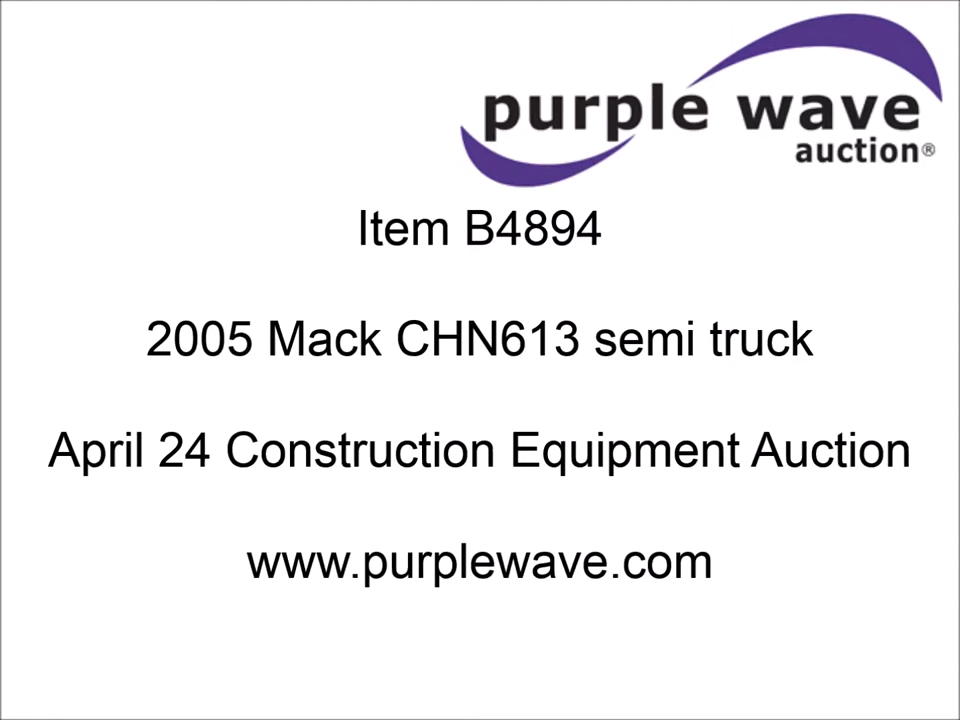 purple wave
auction®
Item B4894
2005 Mack CHN613 semi truck
April 24 Construction Equipment Auction
www.purplewave.com